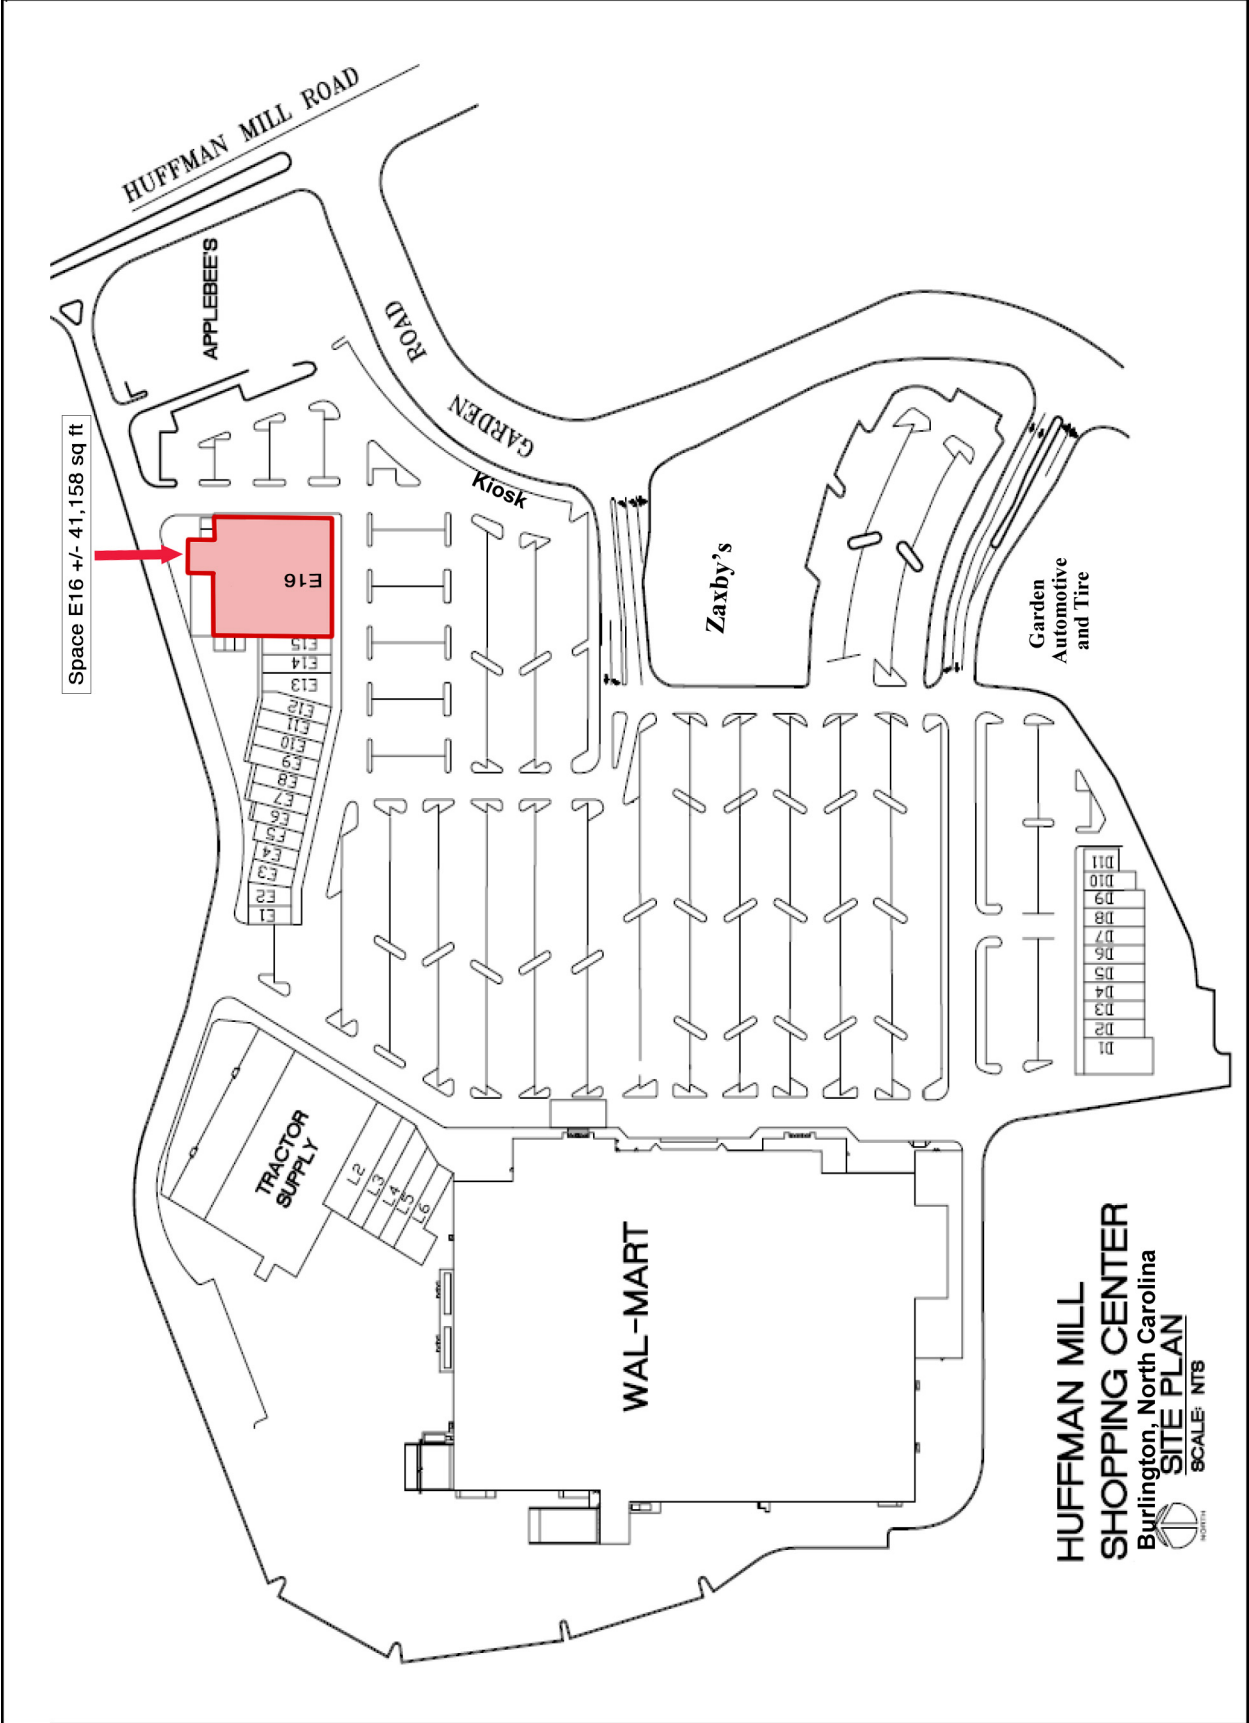 HUFFMAN MILL ROAD
APPLEBEE'S
GARDEN ROAD
Space E16 +/- 41,158 sq ft
Kiosk
E16
E15
E14
E13
E12
E11
E10
E9
E8
E7
E6
E5
E4
E3
E2
E1
Zaxby's
Garden
Automotive
and Tire
D11
D10
D9
D8
D7
D6
D5
D4
D3
D2
D1
TRACTOR
SUPPLY
L2
L3
L4
L5
L6
WAL-MART
HUFFMAN MILL
SHOPPING CENTER
Burlington, North Carolina
SITE PLAN
SCALE: NTS
NORTH